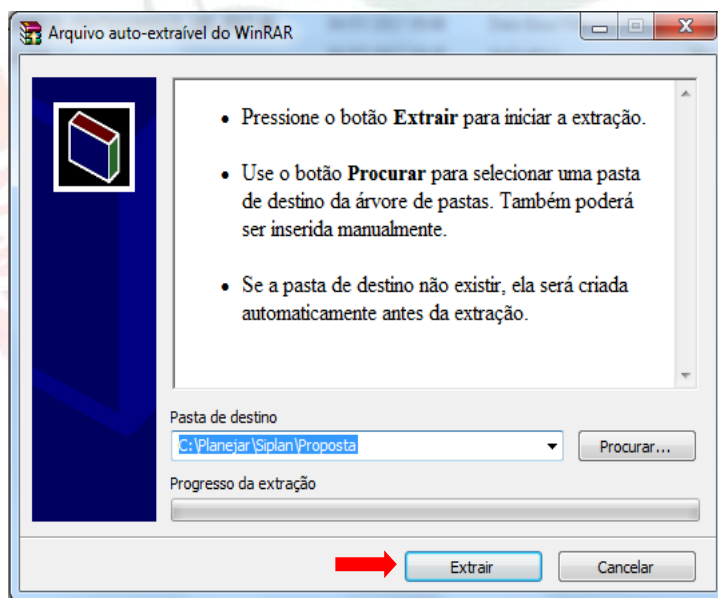 Arquivo auto-extraível do WinRAR
• Pressione o botão Extrair para iniciar a extração.
• Use o botão Procurar para selecionar uma pasta
de destino da árvore de pastas. Também poderá
ser inserida manualmente.
• Se a pasta de destino não existir, ela será criada
automaticamente antes da extração.
Pasta de destino
C:\Planejar\Siplan\Proposta
Procurar...
Progresso da extração
Extrair
Cancelar